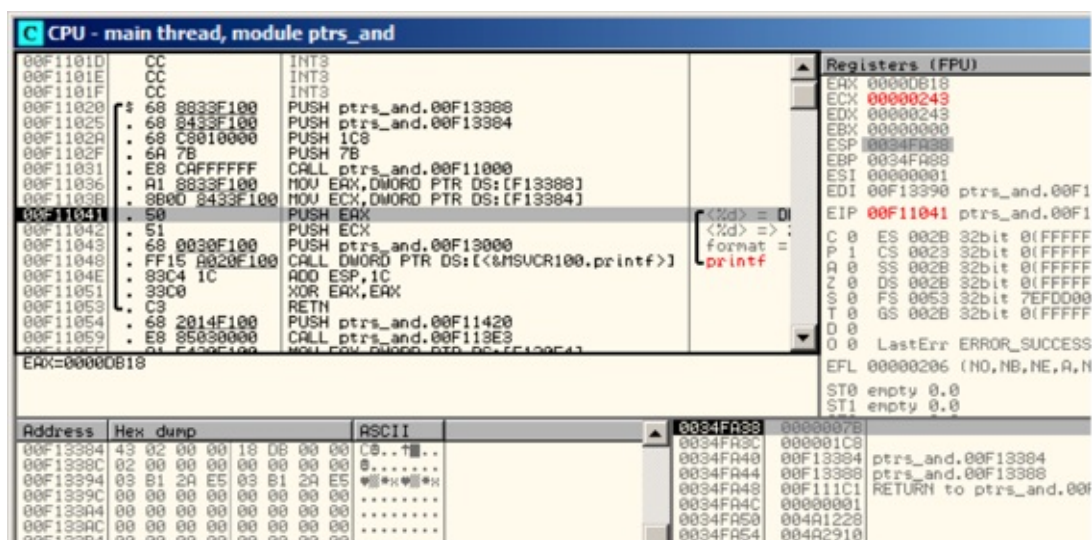 C CPU - main thread, module ptrs_and
00F1101D CC INT3
00F1101E CC INT3
00F1101F CC INT3
00F11020 $ 68 8833F100 PUSH ptrs_and.00F13388
00F11025 . 68 8433F100 PUSH ptrs_and.00F13384
00F1102A . 68 C8010000 PUSH 1C8
00F1102F . 6A 7B PUSH 7B
00F11031 . E8 CAFFFFFF CALL ptrs_and.00F11000
00F11036 . A1 8833F100 MOV EAX,DWORD PTR DS:[F13388]
00F1103B . 8B0D 8433F100 MOV ECX,DWORD PTR DS:[F13384]
00F11041 . 50 PUSH EAX <%d> =
00F11042 . 51 PUSH ECX <%d> =>
00F11043 . 68 0030F100 PUSH ptrs_and.00F13000 format =
00F11048 . FF15 A020F100 CALL DWORD PTR DS:[<&MSVCR100.printf>] printf
00F1104E . 83C4 1C ADD ESP,1C
00F11051 . 33C0 XOR EAX,EAX
00F11053 . C3 RETN
00F11054 . 68 2014F100 PUSH ptrs_and.00F11420
00F11059 . E8 85030000 CALL ptrs_and.00F113E3
EAX=0000DB18
Registers (FPU)
EAX 0000DB18
ECX 00000243
EDX 00000243
EBX 00000000
ESP 0034FA38
EBP 0034FA88
ESI 00000001
EDI 00F13390 ptrs_and.00F1
EIP 00F11041 ptrs_and.00F1
C 0 ES 002B 32bit 0(FFFFF
P 1 CS 0023 32bit 0(FFFFF
A 0 SS 002B 32bit 0(FFFFF
Z 0 DS 002B 32bit 0(FFFFF
S 0 FS 0053 32bit 7EFDD00
T 0 GS 002B 32bit 0(FFFFF
D 0
O 0 LastErr ERROR_SUCCESS
EFL 00000206 (NO,NB,NE,A,N
ST0 empty 0.0
ST1 empty 0.0
Address Hex dump ASCII
00F13384 43 02 00 00 18 DB 00 00
00F1338C 02 00 00 00 00 00 00 00
00F13394 03 B1 2A E5 03 B1 2A E5
00F1339C 00 00 00 00 00 00 00 00 ........
00F133A4 00 00 00 00 00 00 00 00 ........
00F133AC 00 00 00 00 00 00 00 00 ........
0034FA38 0000007B
0034FA3C 000001C8
0034FA40 00F13384 ptrs_and.00F13384
0034FA44 00F13388 ptrs_and.00F13388
0034FA48 00F111C1 RETURN to ptrs_and.00F
0034FA4C 00000001
0034FA50 004A1228
0034FA54 004A2910